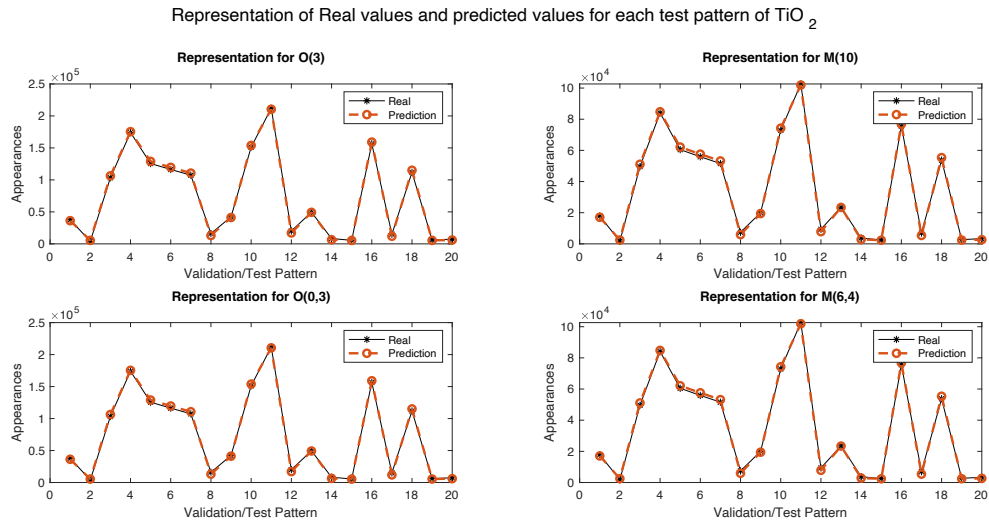 Representation of Real values and predicted values for each test pattern of TiO2
Representation for O(3)
×10^5
2.5
2
1.5
1
0.5
0
Appearances
0 2 4 6 8 10 12 14 16 18 20
Validation/Test Pattern
Real
Prediction
Representation for M(10)
×10^4
10
8
6
4
2
0
Appearances
0 2 4 6 8 10 12 14 16 18 20
Validation/Test Pattern
Real
Prediction
Representation for O(0,3)
×10^5
2.5
2
1.5
1
0.5
0
Appearances
0 2 4 6 8 10 12 14 16 18 20
Validation/Test Pattern
Real
Prediction
Representation for M(6,4)
×10^4
10
8
6
4
2
0
Appearances
0 2 4 6 8 10 12 14 16 18 20
Validation/Test Pattern
Real
Prediction